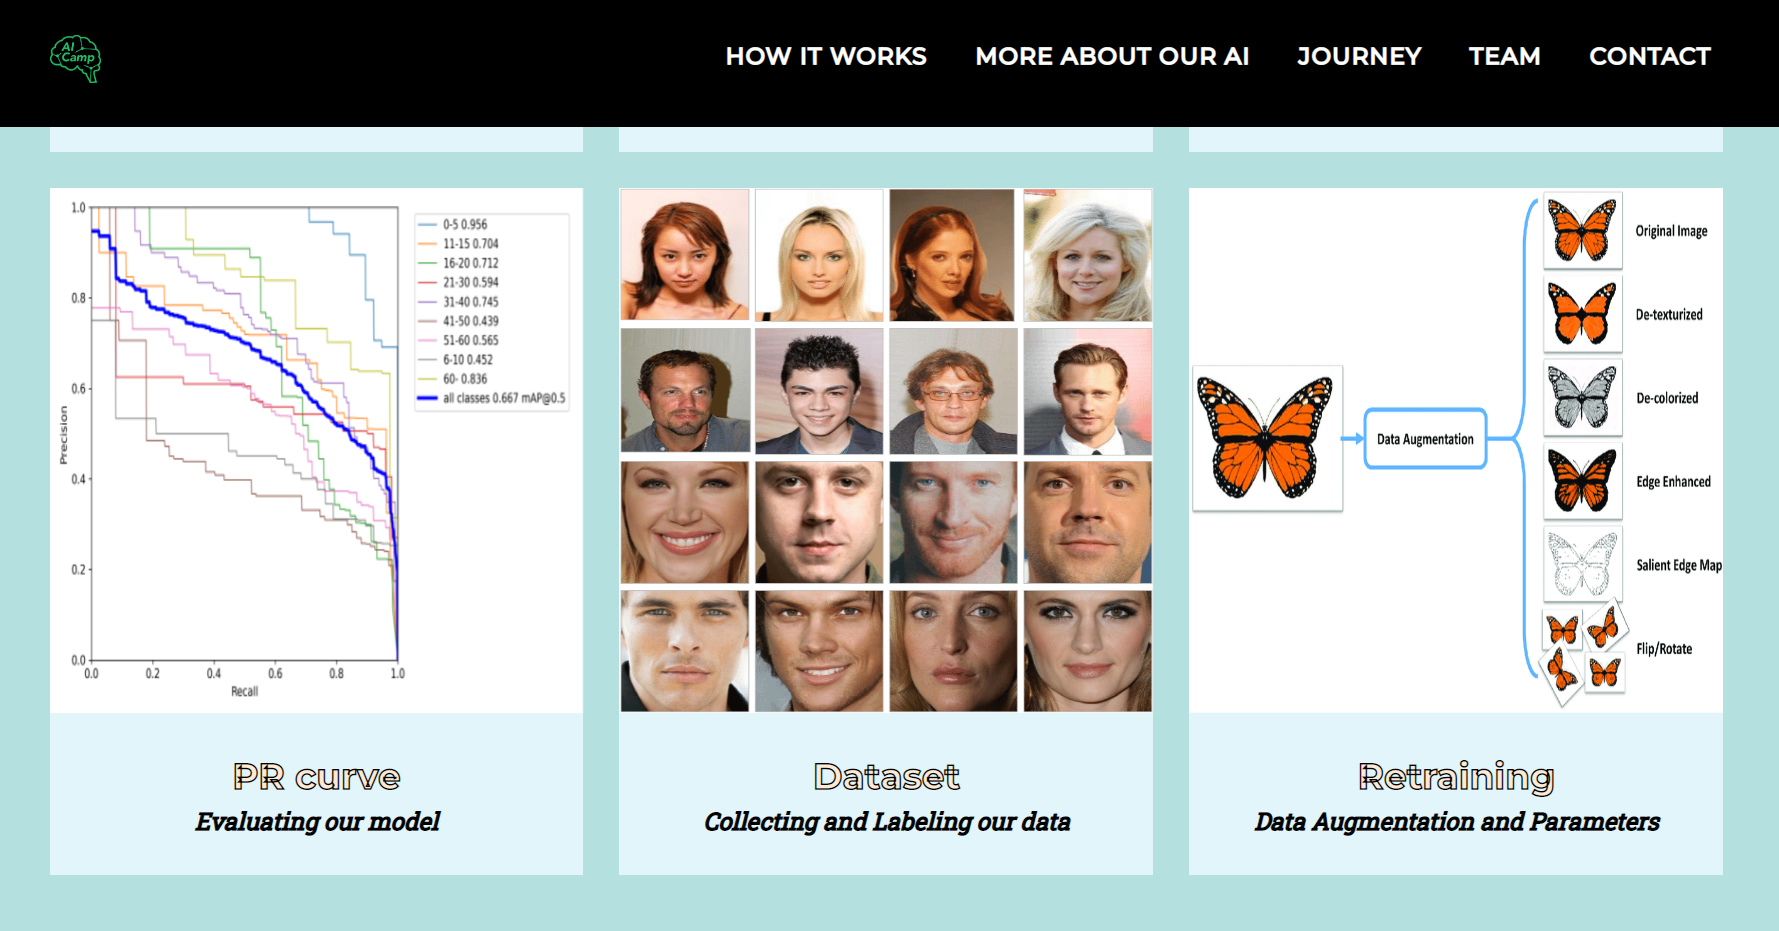 AI
Camp
HOW IT WORKS
MORE ABOUT OUR AI
JOURNEY
TEAM
CONTACT
1.0
0.8
0.6
0.4
0.2
0.0
Precision
0.0 0.2 0.4 0.6 0.8 1.0
Recall
0-5 0.956
11-15 0.704
16-20 0.712
21-30 0.594
31-40 0.745
41-50 0.439
51-60 0.565
6-10 0.452
60- 0.836
all classes 0.667 mAP@0.5
PR curve
Evaluating our model
Dataset
Collecting and Labeling our data
Data Augmentation
Original Image
De-texturized
De-colorized
Edge Enhanced
Salient Edge Map
Flip/Rotate
Retraining
Data Augmentation and Parameters